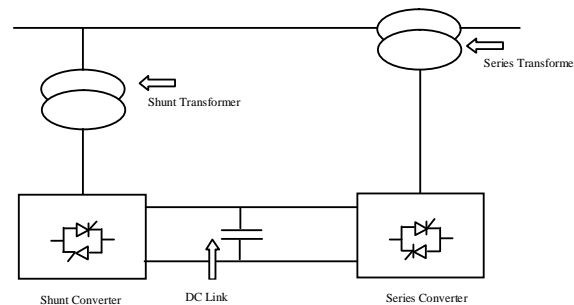 Series Transforme
Shunt Transformer
Shunt Converter
DC Link
Series Converter